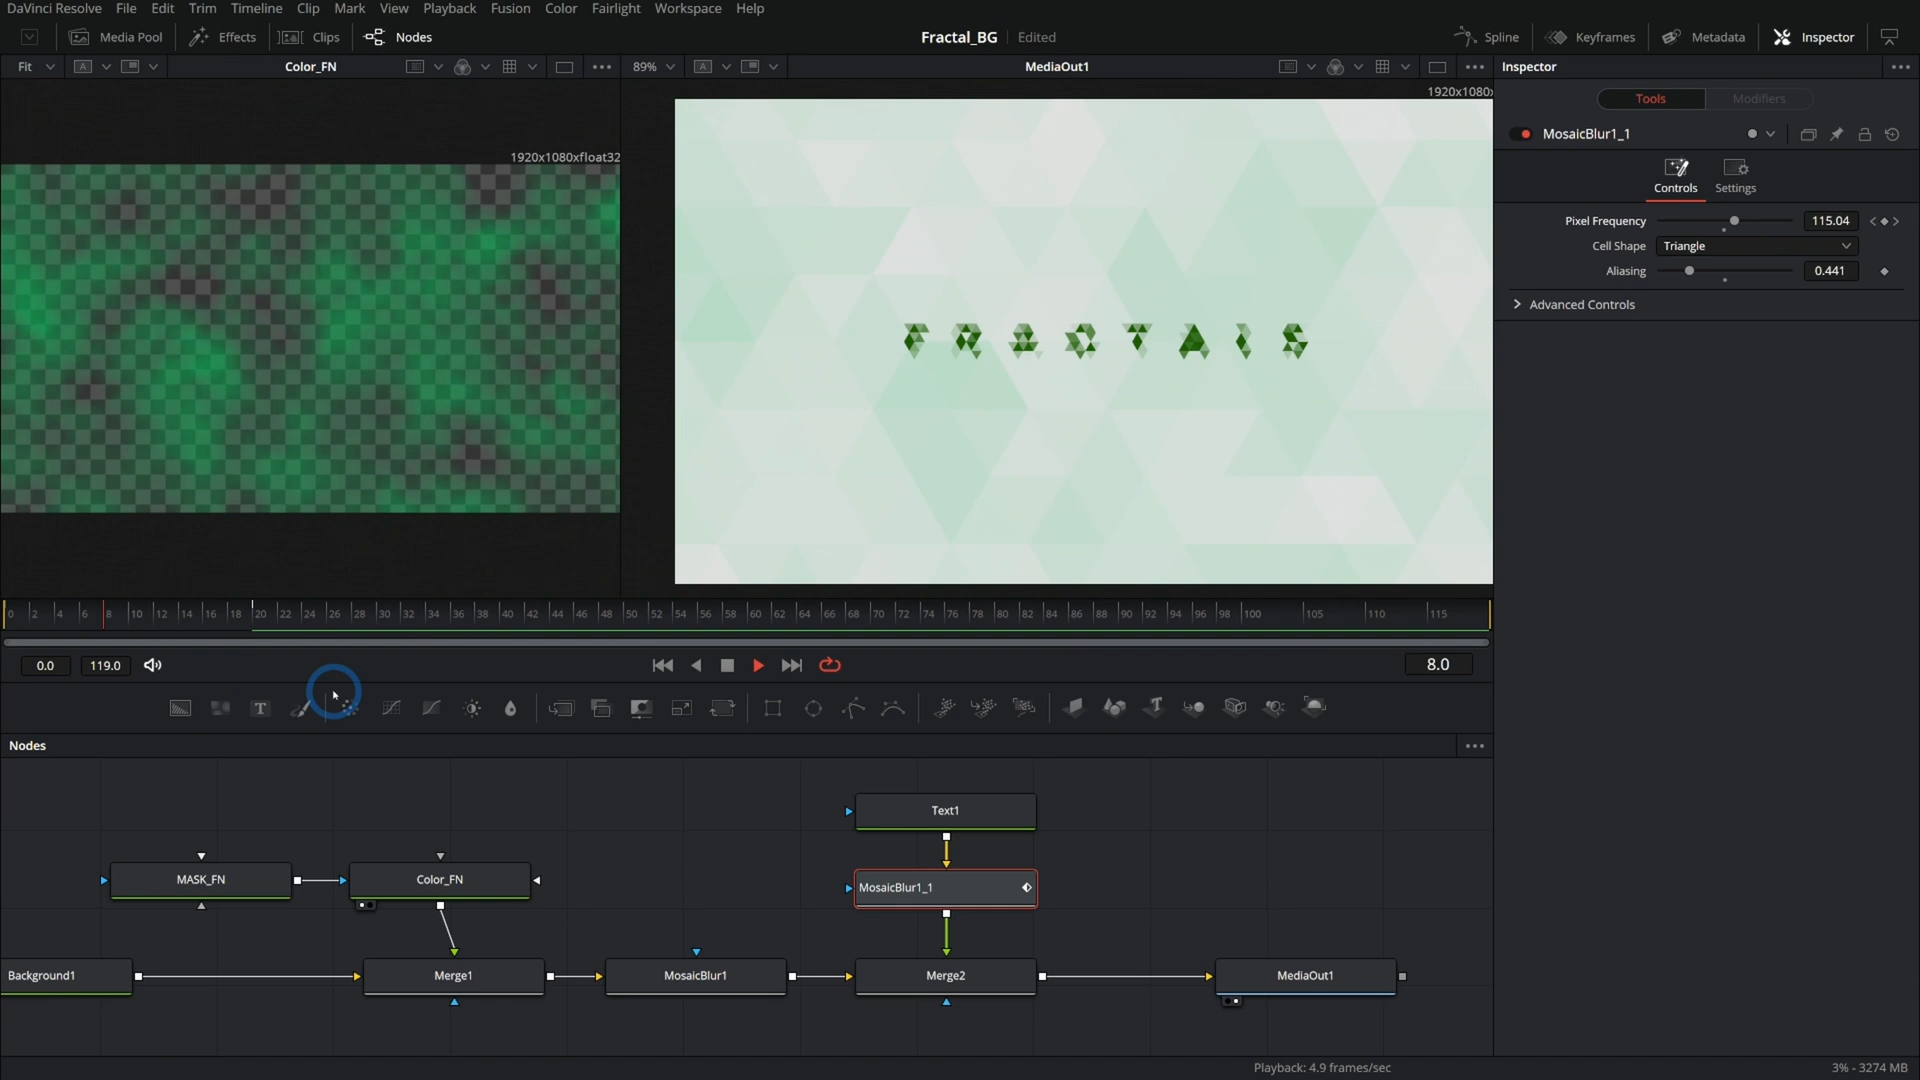 DaVinci Resolve File Edit Trim Timeline Clip Mark View Playback Fusion Color Fairlight Workspace Help
Media Pool Effects Clips Nodes Fractal_BG Edited Spline Keyframes Metadata Inspector
Fit A Color_FN 89% A MediaOut1 Inspector
1920x1080x
Tools Modifiers
MosaicBlur1_1
1920x1080xfloat32
Controls Settings
Pixel Frequency 115.04
Cell Shape Triangle
Aliasing 0.441
Advanced Controls
FRACTALS
0 2 4 6 8 10 12 14 16 18 20 22 24 26 28 30 32 34 36 38 40 42 44 46 48 50 52 54 56 58 60 62 64 66 68 70 72 74 76 78 80 82 84 86 88 90 92 94 96 98 100 105 110 115
0.0 119.0 8.0
T T
Nodes
Text1
MASK_FN Color_FN MosaicBlur1_1
Background1 Merge1 MosaicBlur1 Merge2 MediaOut1
Playback: 4.9 frames/sec 3% - 3274 MB